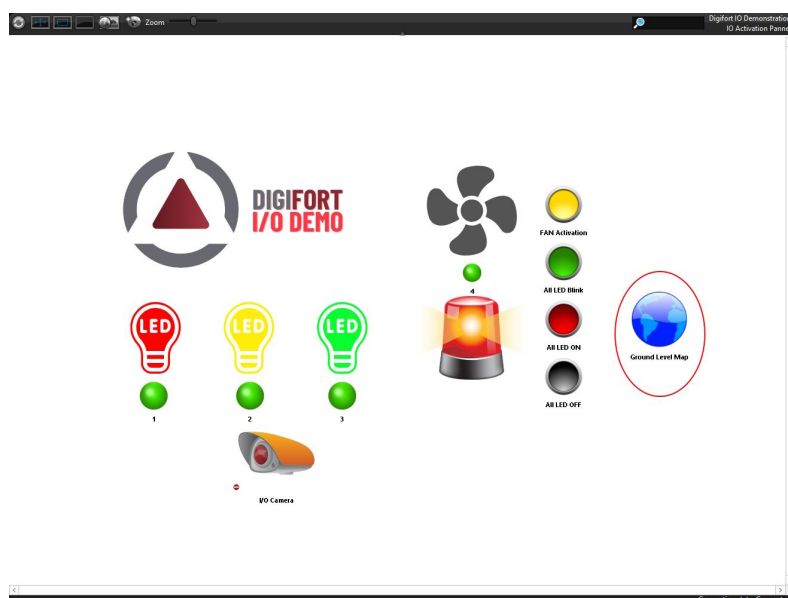 Zoom
Digifort IO Demonstration
IO Activation Panne
DIGIFORT
I/O DEMO
FAN Activation
4
All LED Blink
LED
LED
LED
All LED ON
Ground Level Map
All LED OFF
1
2
3
I/O Camera